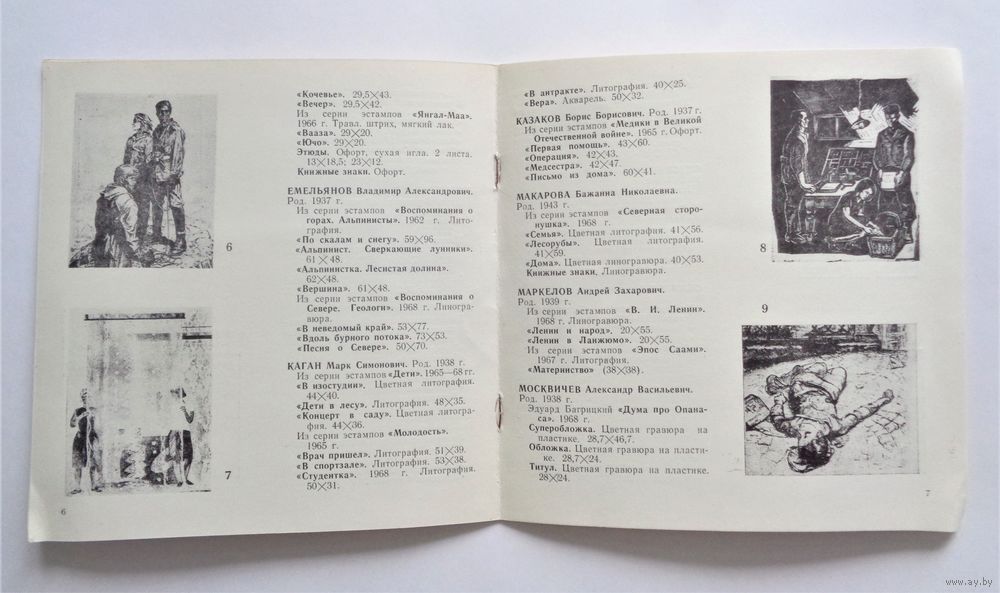 «Кочевье». 29,5×43.
«Вечер». 29,5×42.
Из серии эстампов «Янгал-Маа».
1966 г. Травл. штрих, мягкий лак.
«Вааза». 29×20.
«Ючо». 29×20.
Этюды. Офорт, сухая игла. 2 листа.
13×18,5; 23×12.
Книжные знаки. Офорт.
ЕМЕЛЬЯНОВ Владимир Александрович.
Род. 1937 г.
Из серии эстампов «Воспоминания о
горах. Альпинисты». 1962 г. Лито-
графия.
«По скалам и снегу». 59×96.
«Альпинист. Сверкающие лунники».
61×48.
«Альпинистка. Лесистая долина».
62×48.
«Вершина». 61×48.
Из серии эстампов «Воспоминания о
Севере. Геологи». 1968 г. Линогра-
вюра.
«В неведомый край». 53×77.
«Вдоль бурного потока». 73×53.
«Песня о Севере». 50×70.
КАГАН Марк Симонович. Род. 1938 г.
Из серии эстампов «Дети». 1965—68 гг.
«В изостудии». Цветная литография.
44×40.
«Дети в лесу». Литография. 48×35.
«Концерт в саду». Цветная литогра-
фия. 44×36.
Из серии эстампов «Молодость».
1965 г.
«Врач пришел». Литография. 51×39.
«В спортзале». Литография. 53×38.
«Студентка». 1968 г. Литография.
50×31.
6
7
6
«В антракте». Литография. 40×25.
«Вера». Акварель. 50×32.
КАЗАКОВ Борис Борисович. Род. 1937 г.
Из серии эстампов «Медики в Великой
Отечественной войне». 1965 г. Офорт.
«Первая помощь». 43×60.
«Операция». 42×43.
«Медсестра». 42×47.
«Письмо из дома». 60×41.
МАКАРОВА Бажанна Николаевна.
Род. 1943 г.
Из серии эстампов «Северная сторо-
нушка». 1968 г.
«Семья». Цветная литография. 41×56.
«Лесорубы». Цветная литография.
41×59.
«Дома». Цветная линогравюра. 40×53.
Книжные знаки. Линогравюра.
МАРКЕЛОВ Андрей Захарович.
Род. 1939 г.
Из серии эстампов «В. И. Ленин».
1968 г. Линогравюра.
«Ленин и народ». 20×55.
«Ленин в Ланжюмо». 20×55.
Из серии эстампов «Эпос Саами».
1967 г. Литография.
«Материнство» (38×38).
МОСКВИЧЕВ Александр Васильевич.
Род. 1938 г.
Эдуард Багрицкий «Дума про Опана-
са». 1968 г.
Суперобложка. Цветная гравюра на
пластике. 28,7×46,7.
Обложка. Цветная гравюра на пласти-
ке. 28,7×24.
Титул. Цветная гравюра на пластике.
28×24.
8
9
7
www.ay.by